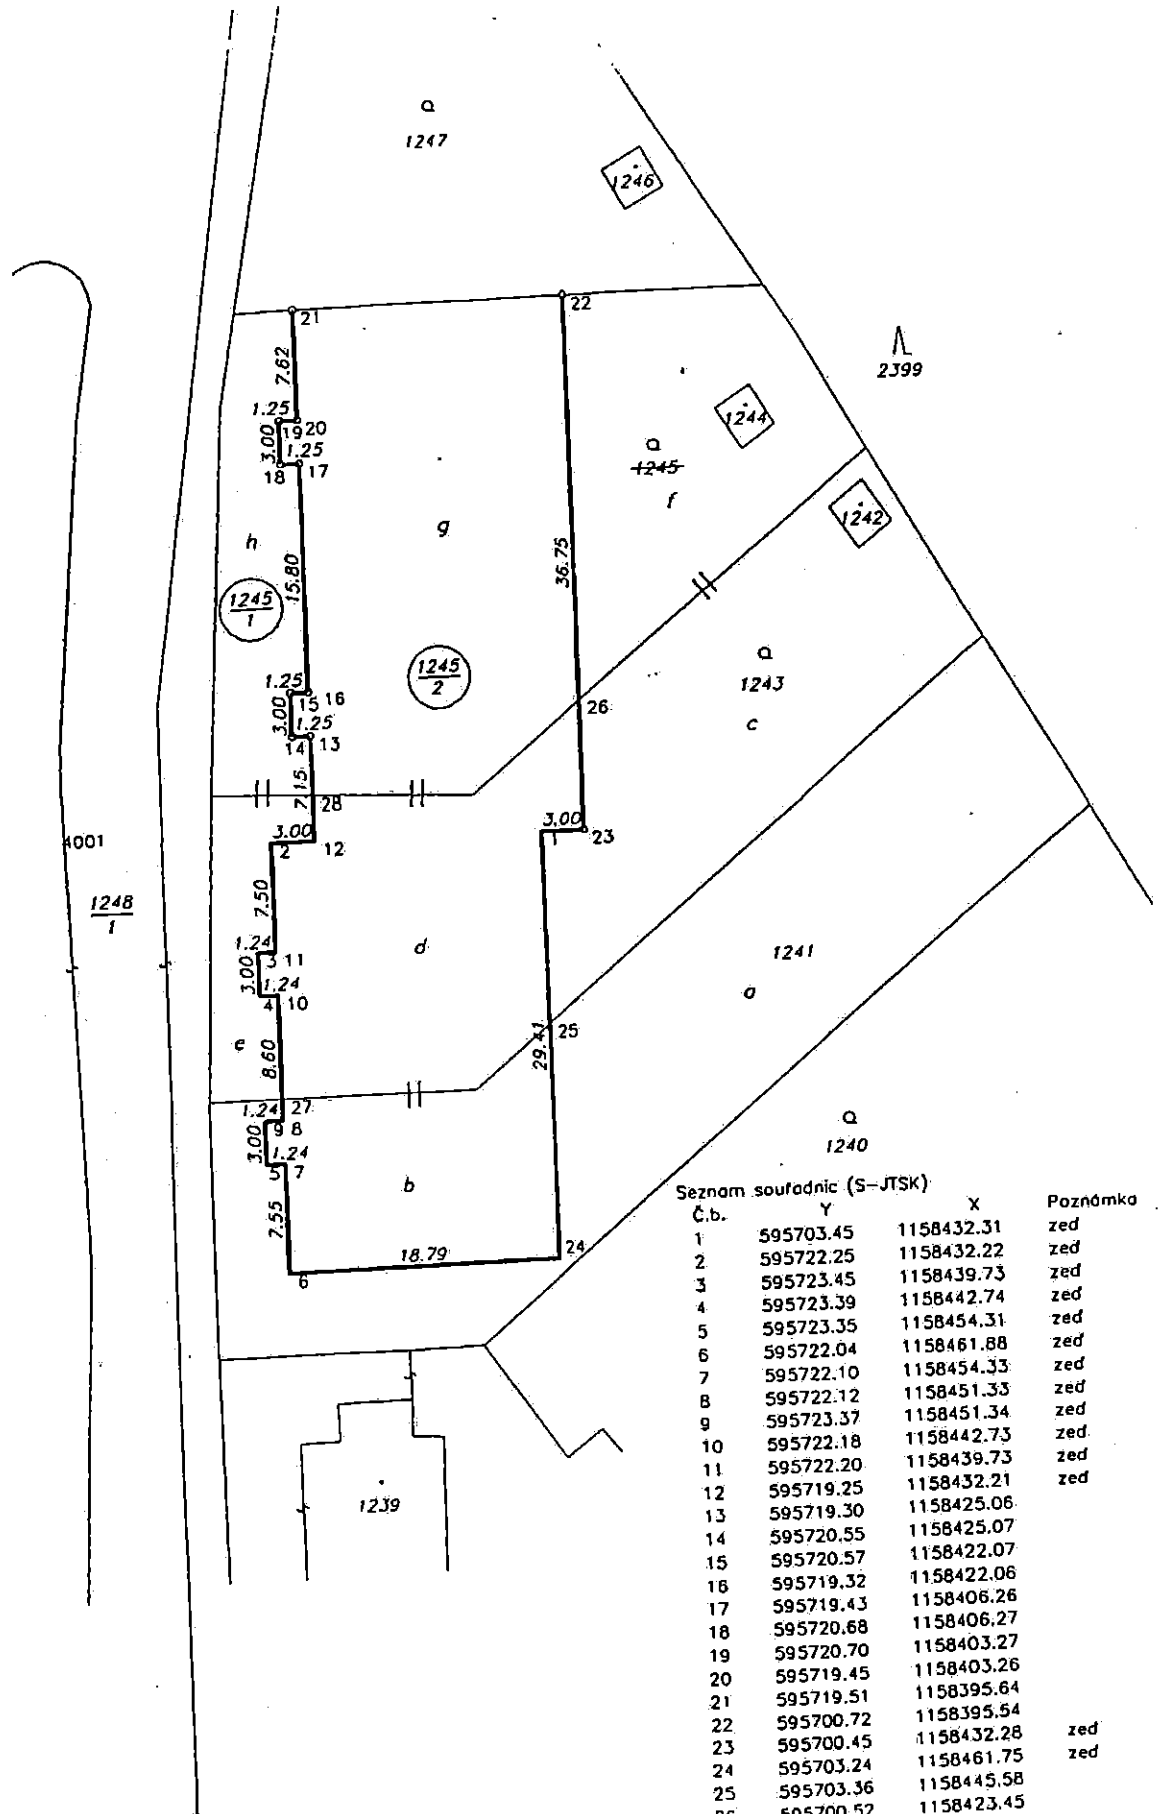 1247
1246
22
21
2399
7.62
1.25
19 20
3.00
1.25
18 17
1244
1245
f
1242
g
h
36.75
15.80
1245
1
1245
2
1243
c
1.25
15 16
3.00
1.25
14 13
26
7.15
28
3.00
2 12
3.00
1 23
4001
1248
1
7.50
1.24
3 11
3.00
1.24
4 10
d
1241
a
29.41
25
e
8.60
27
1.24
9 8
3.00
1.24
5 7
b
7.55
18.79
24
6
1240
1239
Seznam souřadnic (S-JTSK)
Č.b. Y X Poznámka
1 595703.45 1158432.31 zeď
2 595722.25 1158432.22 zeď
3 595723.45 1158439.73 zeď
4 595723.39 1158442.74 zeď
5 595723.35 1158454.31 zeď
6 595722.04 1158461.88 zeď
7 595722.10 1158454.33 zeď
8 595722.12 1158451.33 zeď
9 595723.37 1158451.34 zeď
10 595722.18 1158442.73 zeď
11 595722.20 1158439.73 zeď
12 595719.25 1158432.21 zeď
13 595719.30 1158425.06
14 595720.55 1158425.07
15 595720.57 1158422.07
16 595719.32 1158422.06
17 595719.43 1158406.26
18 595720.68 1158406.27
19 595720.70 1158403.27
20 595719.45 1158403.26
21 595719.51 1158395.64
22 595700.72 1158395.54
23 595700.45 1158432.28 zeď
24 595703.24 1158461.75 zeď
25 595703.36 1158445.58
26 595700.52 1158423.45